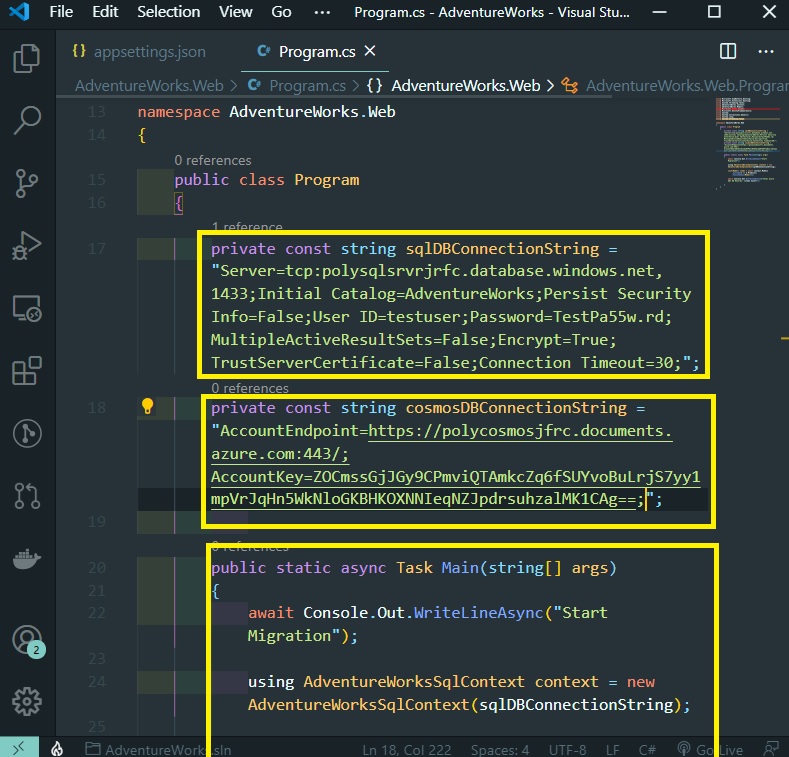 File Edit Selection View Go ··· Program.cs - AdventureWorks - Visual Stu...
{} appsettings.json C# Program.cs
AdventureWorks.Web > C# Program.cs > {} AdventureWorks.Web > AdventureWorks.Web.Program
13 namespace AdventureWorks.Web
14 {
0 references
15 public class Program
16 {
1 reference
17 private const string sqlDBConnectionString =
"Server=tcp:polysqlsrvrjrfc.database.windows.net,
1433;Initial Catalog=AdventureWorks;Persist Security
Info=False;User ID=testuser;Password=TestPa55w.rd;
MultipleActiveResultSets=False;Encrypt=True;
TrustServerCertificate=False;Connection Timeout=30;";
0 references
18 private const string cosmosDBConnectionString =
"AccountEndpoint=https://polycosmosjfrc.documents.
azure.com:443/;
AccountKey=ZOCmssGjJGy9CPmviQTAmkcZq6fSUYvoBuLrjS7yy1
mpVrJqHn5WkNloGKBHKOXNNIeqNZJpdrsuhzalMK1CAg==;";
19
0 references
20 public static async Task Main(string[] args)
21 {
22 await Console.Out.WriteLineAsync("Start
Migration");
23
24 using AdventureWorksSqlContext context = new
AdventureWorksSqlContext(sqlDBConnectionString);
25
2
AdventureWorks.sln Ln 18, Col 222 Spaces: 4 UTF-8 LF C# Go Live